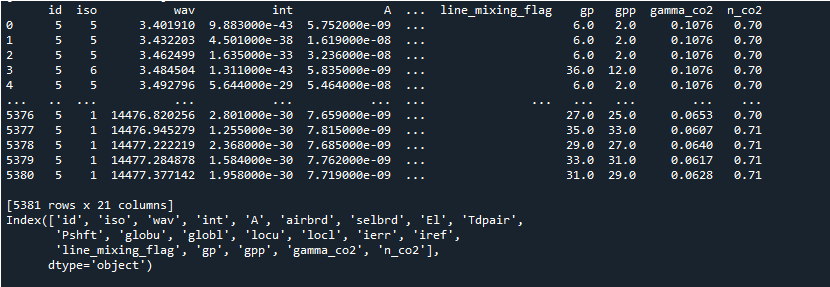 id iso wav int A ... line_mixing_flag gp gpp gamma_co2 n_co2
0 5 5 3.401910 9.883000e-43 5.752000e-09 ... 6.0 2.0 0.1076 0.70
1 5 5 3.432203 4.501000e-38 1.619000e-08 ... 6.0 2.0 0.1076 0.70
2 5 5 3.462499 1.635000e-33 3.236000e-08 ... 6.0 2.0 0.1076 0.70
3 5 6 3.484504 1.311000e-43 5.835000e-09 ... 36.0 12.0 0.1076 0.70
4 5 5 3.492796 5.644000e-29 5.464000e-08 ... 6.0 2.0 0.1076 0.70
... .. ... ... ... ... ... ... ... ... ... ...
5376 5 1 14476.820256 2.801000e-30 7.659000e-09 ... 27.0 25.0 0.0653 0.70
5377 5 1 14476.945279 1.255000e-30 7.815000e-09 ... 35.0 33.0 0.0607 0.71
5378 5 1 14477.222219 2.368000e-30 7.685000e-09 ... 29.0 27.0 0.0640 0.71
5379 5 1 14477.284878 1.584000e-30 7.762000e-09 ... 33.0 31.0 0.0617 0.71
5380 5 1 14477.377142 1.958000e-30 7.719000e-09 ... 31.0 29.0 0.0628 0.71
[5381 rows x 21 columns]
Index(['id', 'iso', 'wav', 'int', 'A', 'airbrd', 'selbrd', 'El', 'Tdpair',
'Pshft', 'globu', 'globl', 'locu', 'locl', 'ierr', 'iref',
'line_mixing_flag', 'gp', 'gpp', 'gamma_co2', 'n_co2'],
dtype='object')